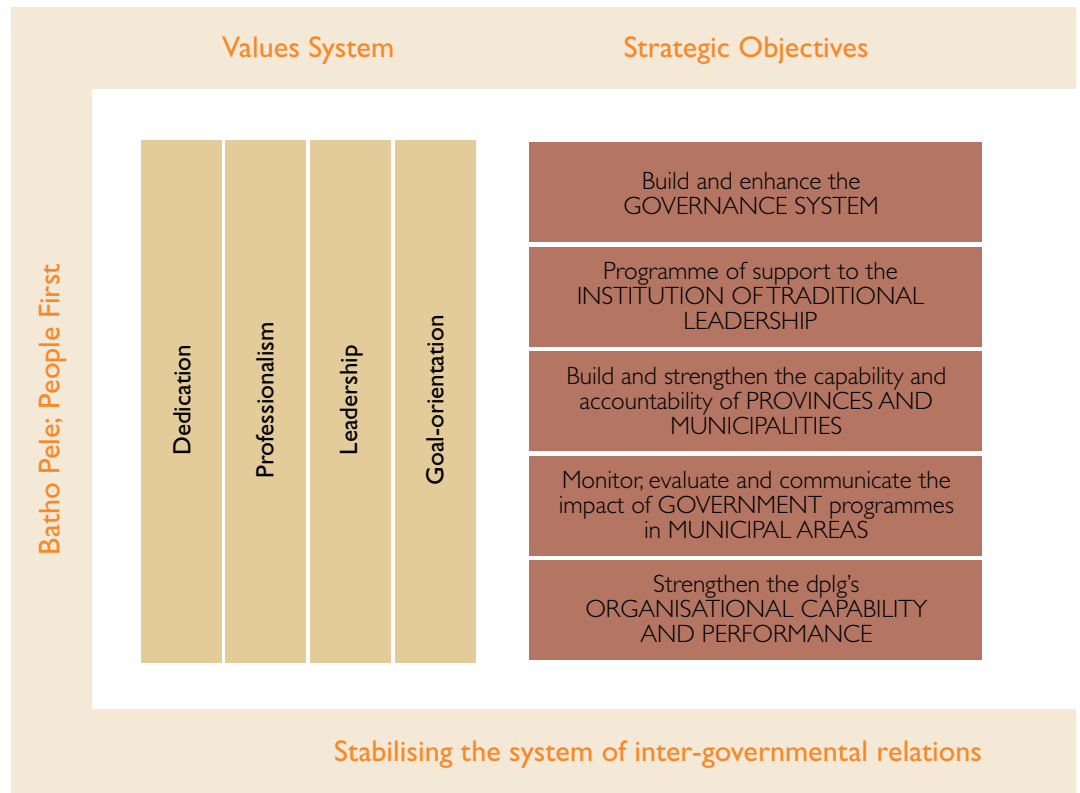 Values System
Strategic Objectives
Batho Pele; People First
Dedication
Professionalism
Leadership
Goal-orientation
Build and enhance the
GOVERNANCE SYSTEM
Programme of support to the
INSTITUTION OF TRADITIONAL
LEADERSHIP
Build and strengthen the capability and
accountability of PROVINCES AND
MUNICIPALITIES
Monitor, evaluate and communicate the
impact of GOVERNMENT programmes
in MUNICIPAL AREAS
Strengthen the dplg's
ORGANISATIONAL CAPABILITY
AND PERFORMANCE
Stabilising the system of inter-governmental relations